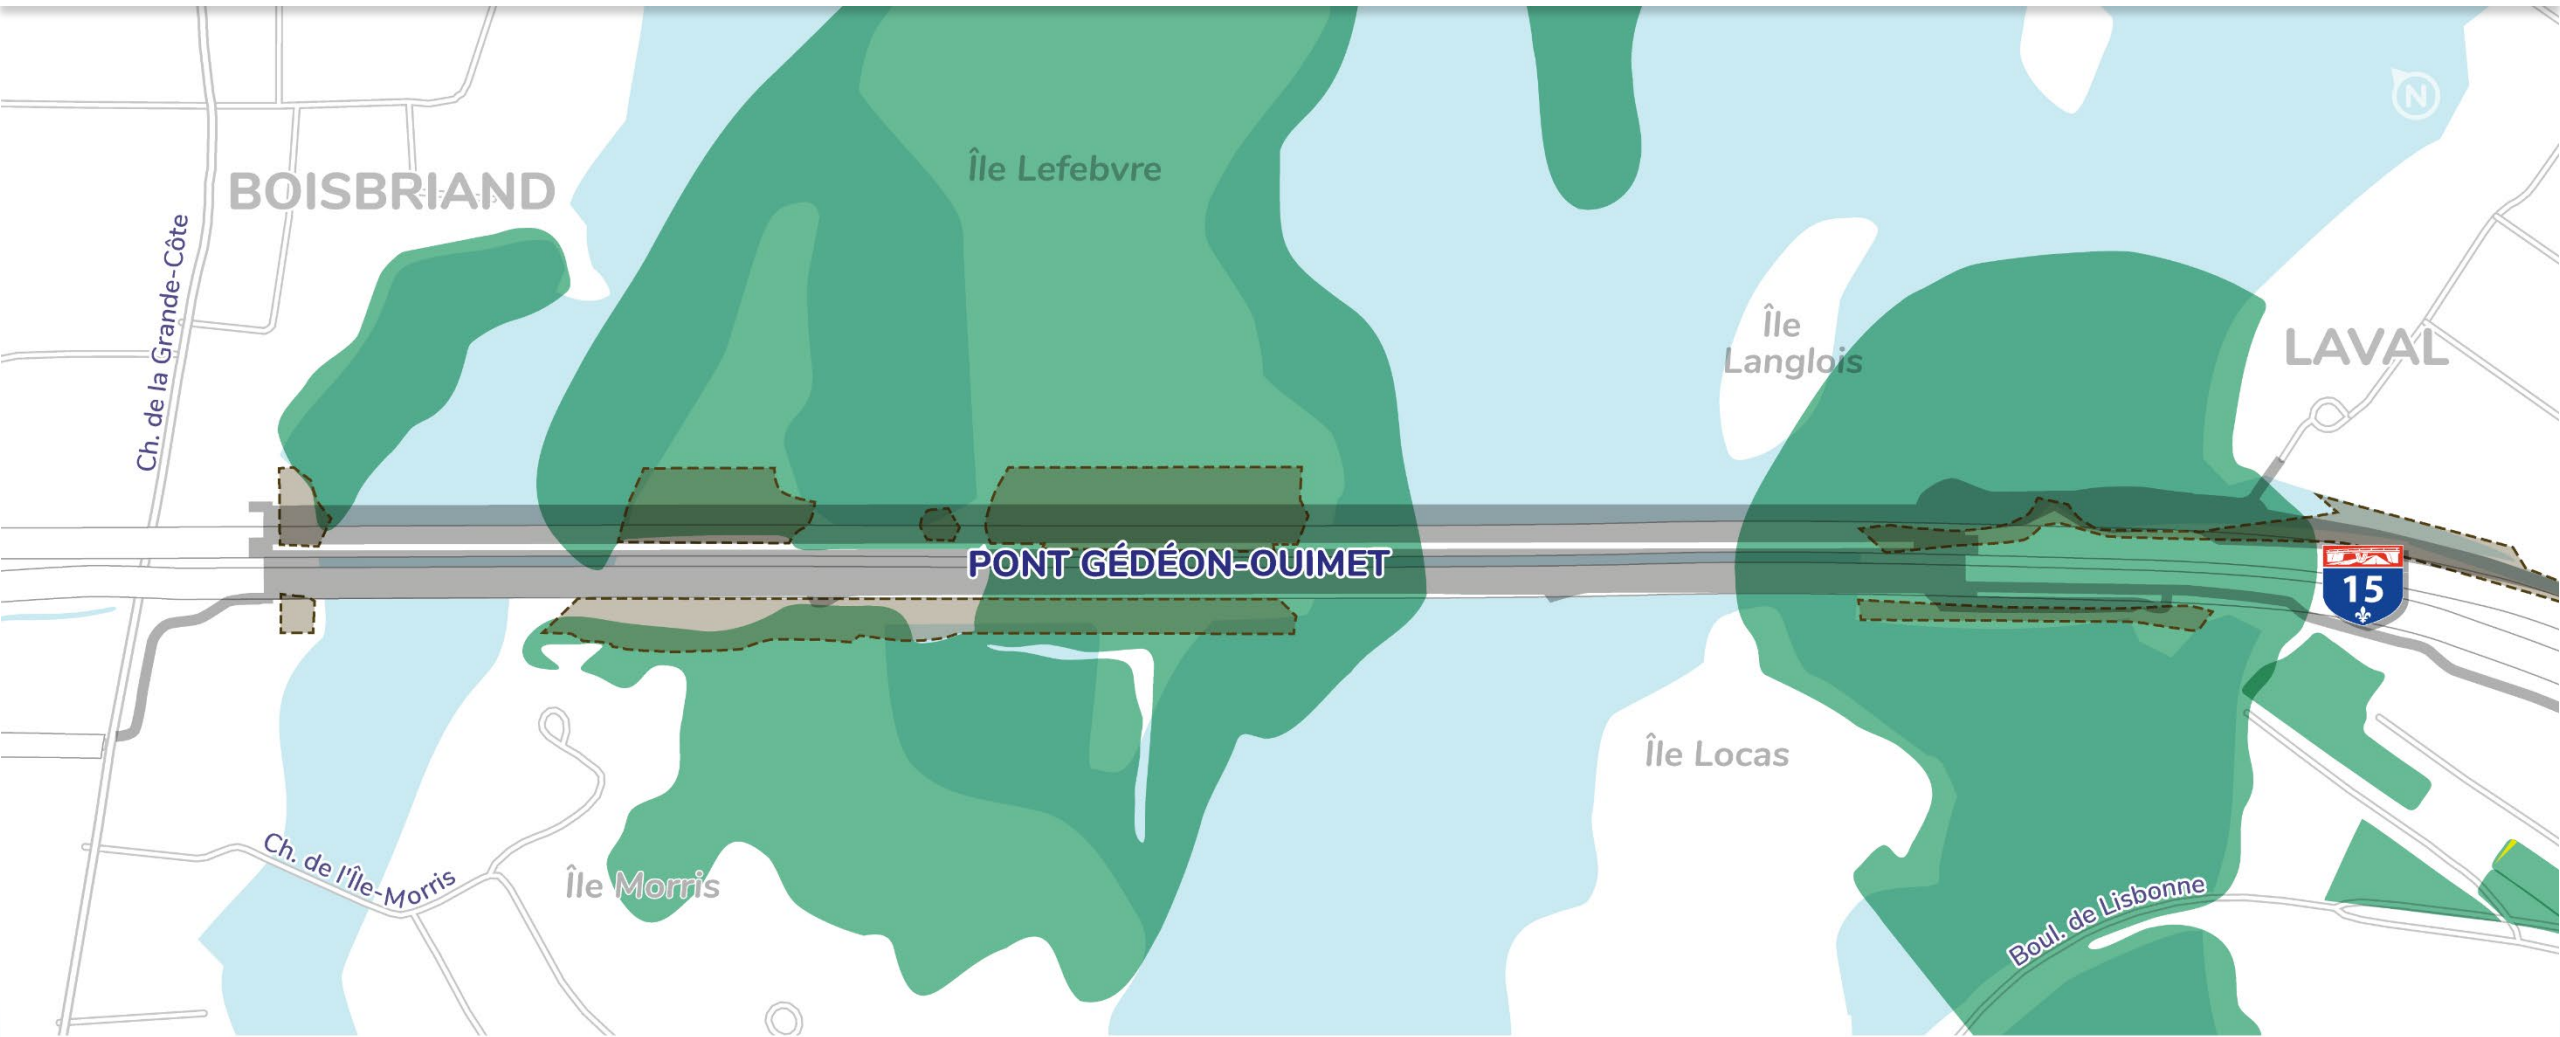 N
BOISBRIAND
Île Lefebvre
Ch. de la Grande-Côte
Île
Langlois
LAVAL
PONT GÉDÉON-OUIMET
15
Île Locas
Ch. de l'Île-Morris
Île Morris
Boul. de Lisbonne